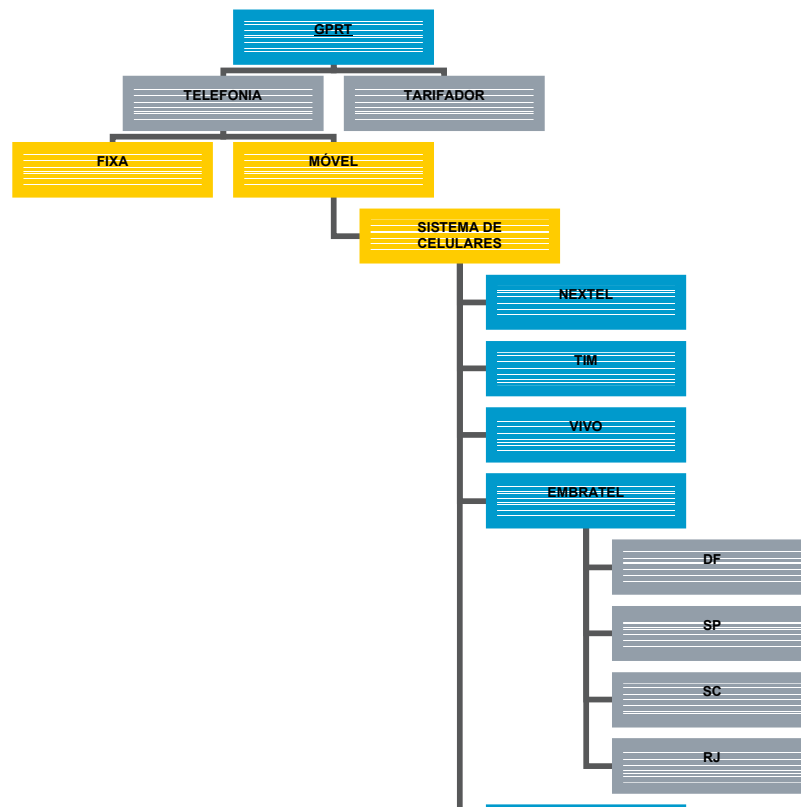 GPRT
TELEFONIA
TARIFADOR
FIXA
MÓVEL
SISTEMA DE
CELULARES
NEXTEL
TIM
VIVO
EMBRATEL
DF
SP
SC
RJ